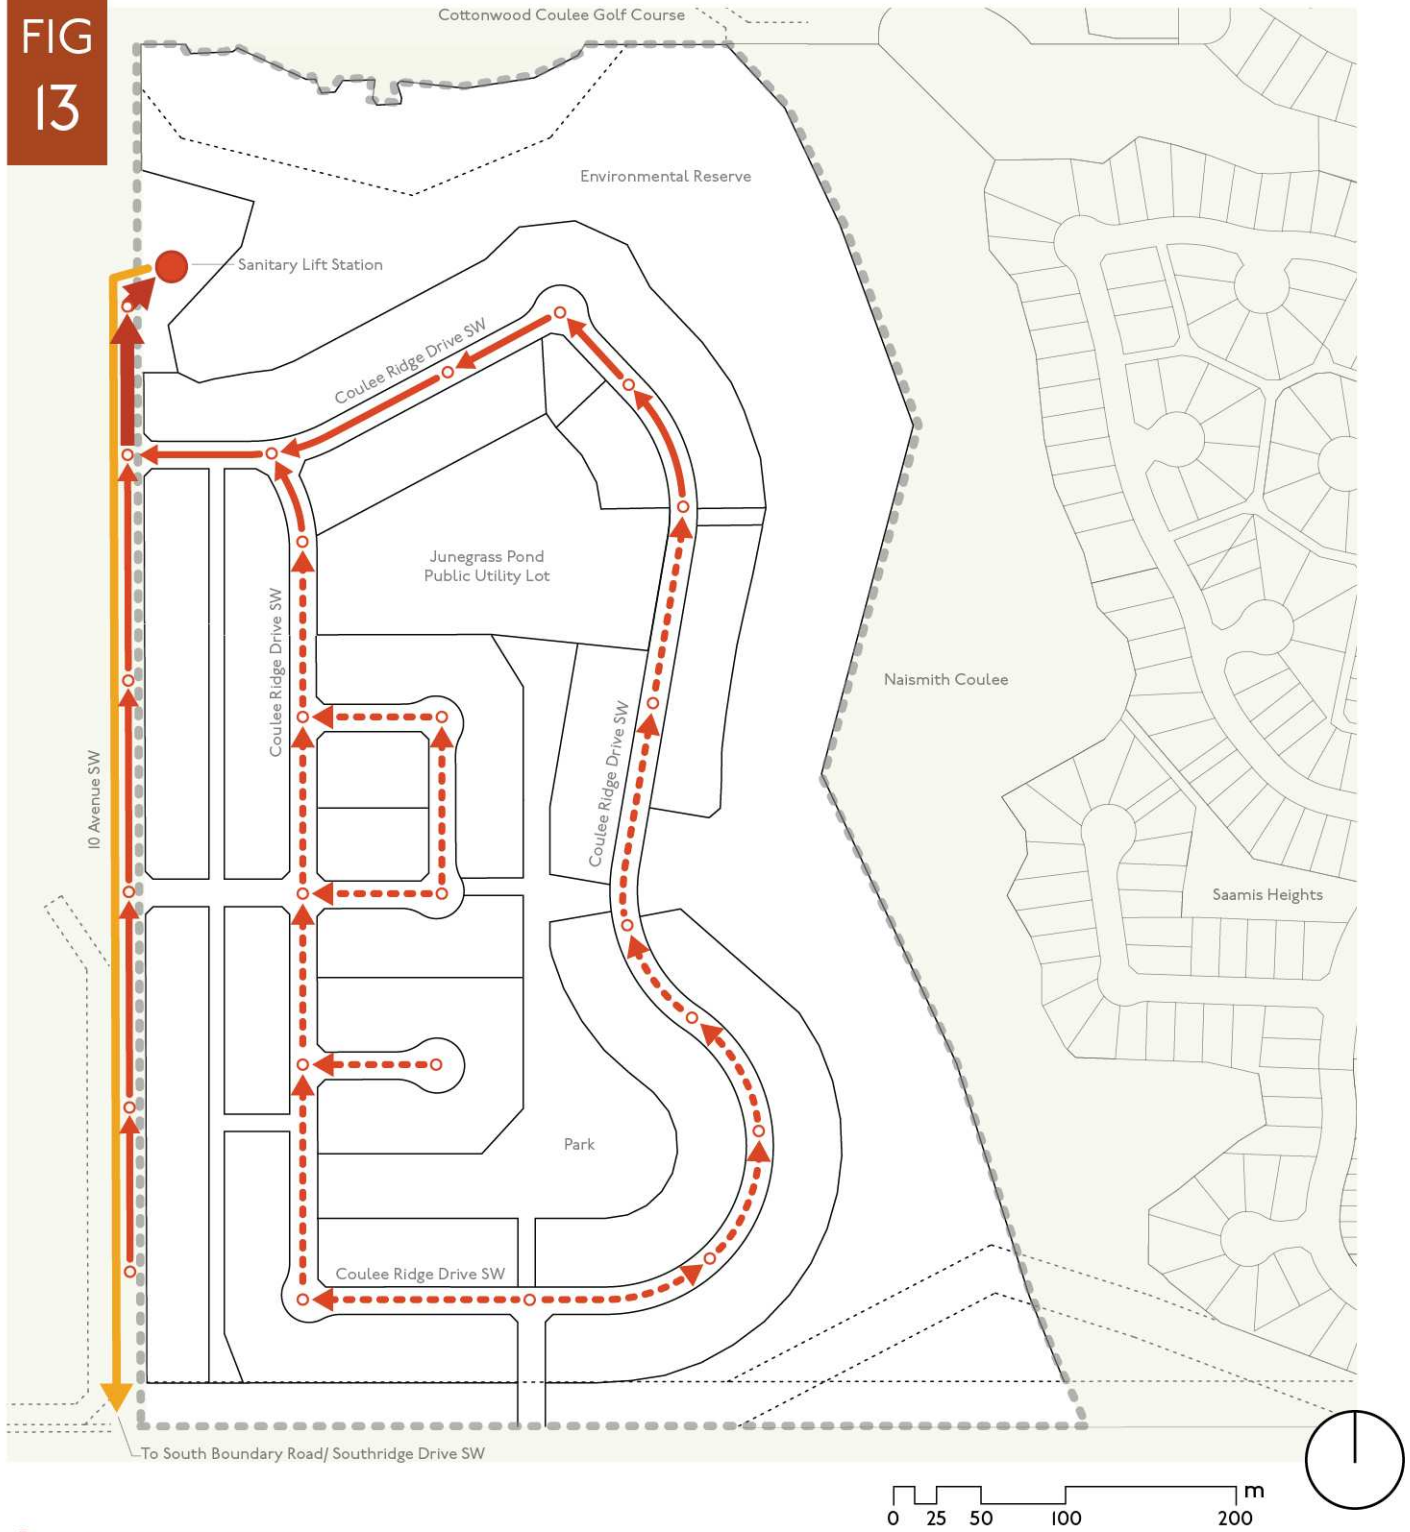 FIG
13
Cottonwood Coulee Golf Course
Environmental Reserve
Sanitary Lift Station
Coulee Ridge Drive SW
Junegrass Pond
Public Utility Lot
Coulee Ridge Drive SW
Naismith Coulee
Coulee Ridge Drive SW
10 Avenue SW
Saamis Heights
Park
Coulee Ridge Drive SW
To South Boundary Road/ Southridge Drive SW
m
0 25 50 100 200